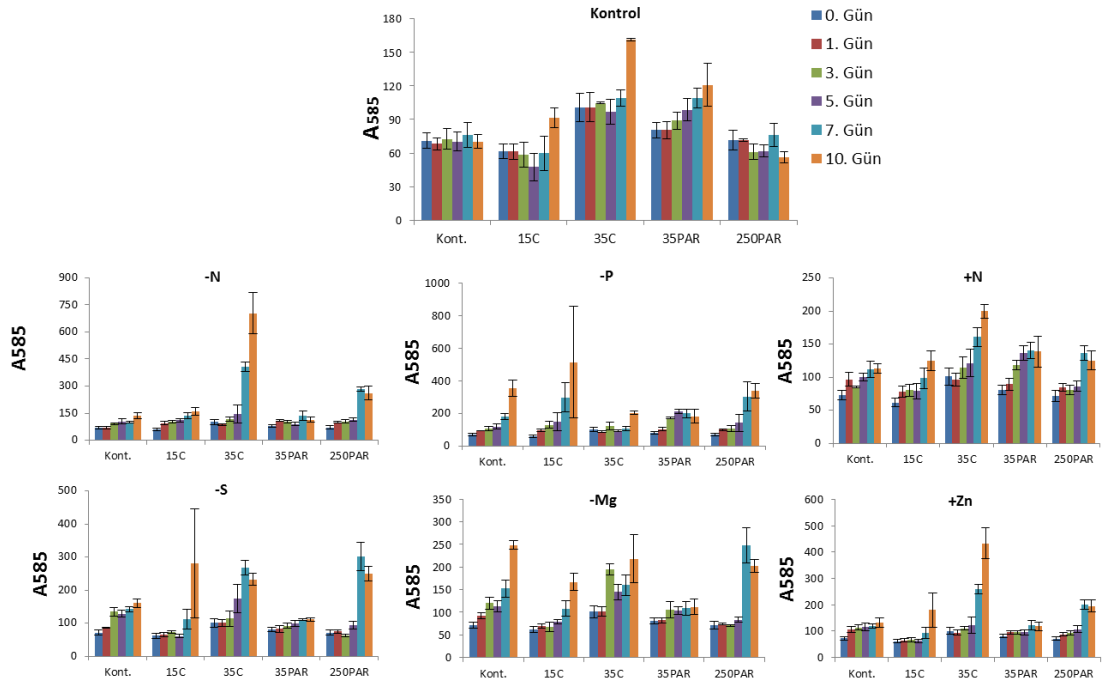 Kontrol
180
150
120
90
60
30
0
A585
Kont. 15C 35C 35PAR 250PAR
0. Gün
1. Gün
3. Gün
5. Gün
7. Gün
10. Gün
-N
900
750
600
450
300
150
0
A585
Kont. 15C 35C 35PAR 250PAR
-P
1000
800
600
400
200
0
A585
Kont. 15C 35C 35PAR 250PAR
+N
250
200
150
100
50
0
A585
Kont. 15C 35C 35PAR 250PAR
-S
500
400
300
200
100
0
A585
Kont. 15C 35C 35PAR 250PAR
-Mg
350
300
250
200
150
100
50
0
A585
Kont. 15C 35C 35PAR 250PAR
+Zn
600
500
400
300
200
100
0
A585
Kont. 15C 35C 35PAR 250PAR